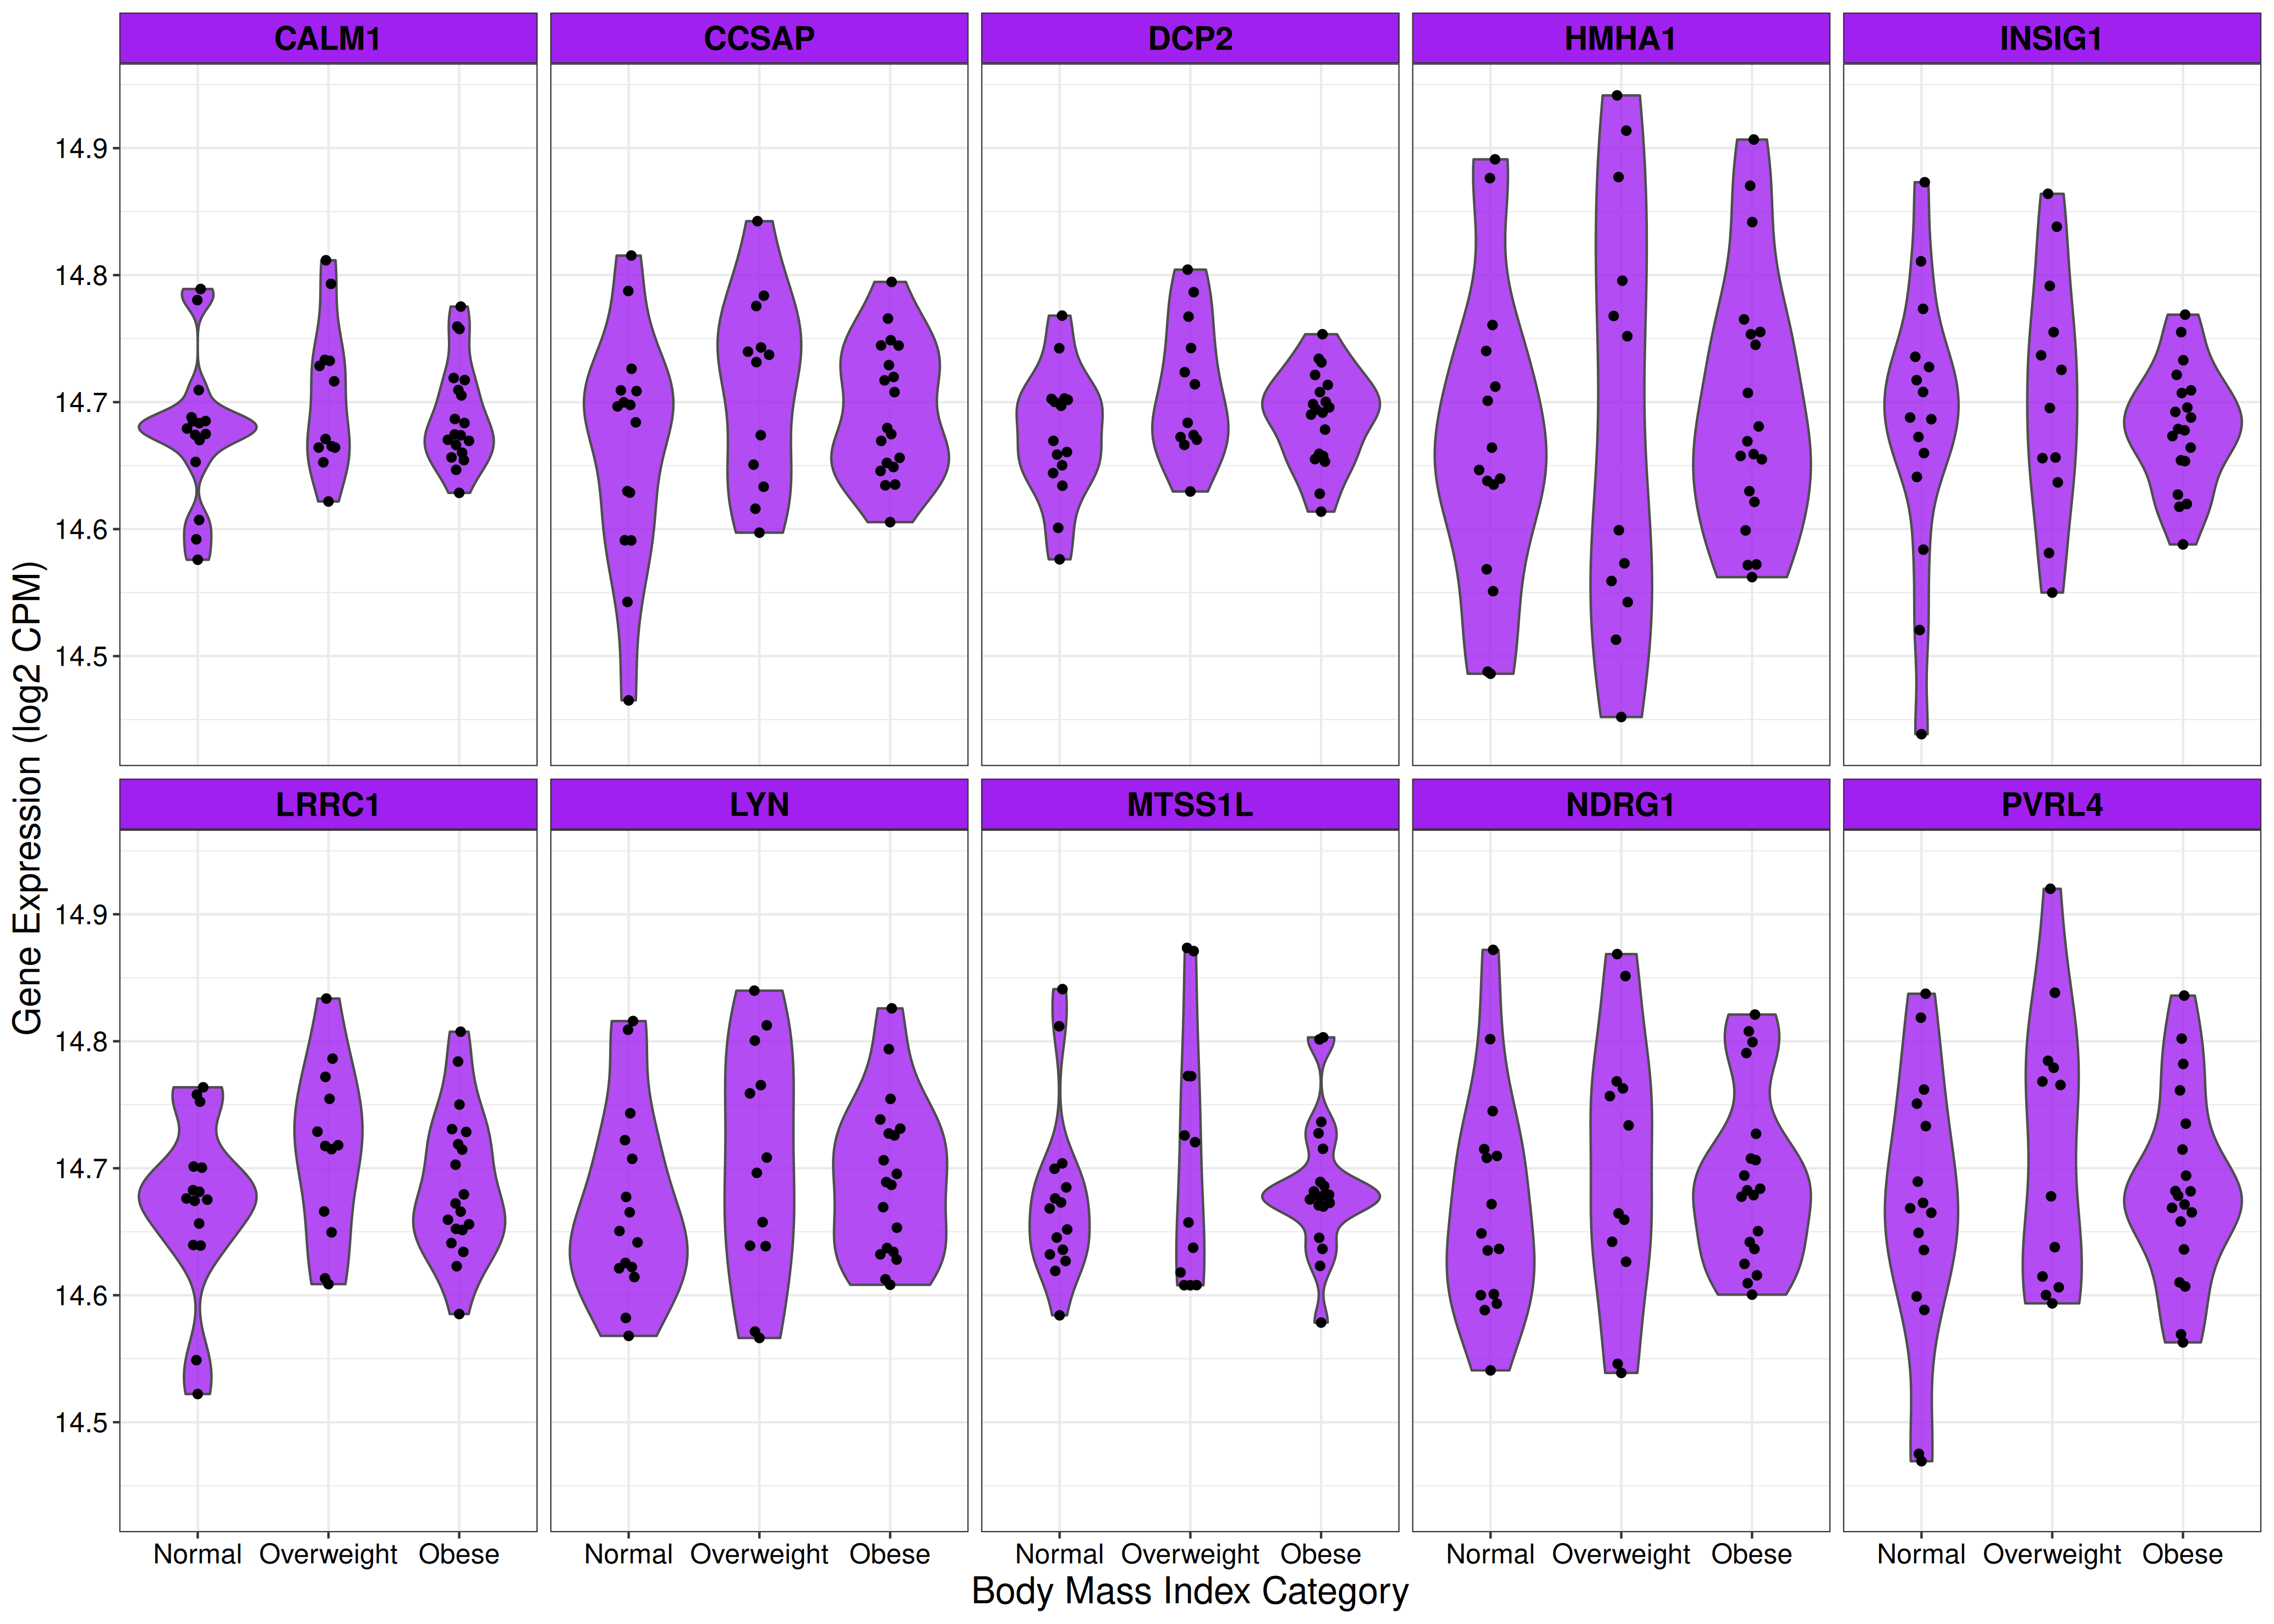 CALM1 CCSAP DCP2 HMHA1 INSIG1
14.9
14.8
14.7
14.6
14.5
LRRC1 LYN MTSS1L NDRG1 PVRL4
14.9
14.8
14.7
14.6
14.5
Gene Expression (log2 CPM)
Normal Overweight Obese Normal Overweight Obese Normal Overweight Obese Normal Overweight Obese Normal Overweight Obese
Body Mass Index Category